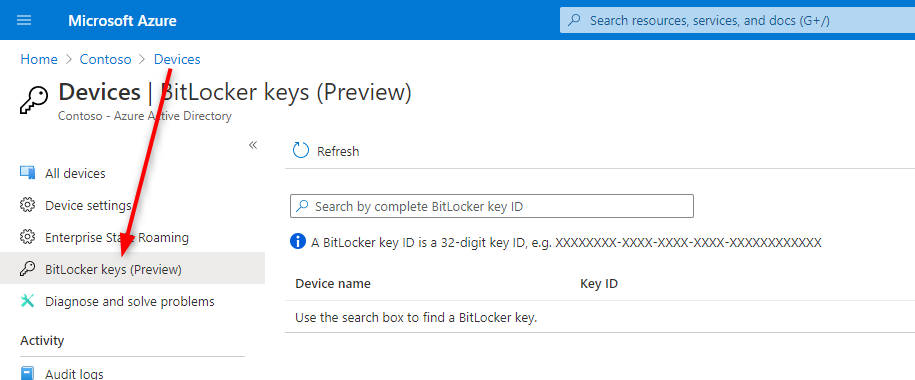 Microsoft Azure
Search resources, services, and docs (G+/)
Home > Contoso > Devices
Devices | BitLocker keys (Preview)
Contoso - Azure Active Directory
«
Refresh
All devices
Device settings
Enterprise State Roaming
BitLocker keys (Preview)
Diagnose and solve problems
Activity
Audit logs
Search by complete BitLocker key ID
A BitLocker key ID is a 32-digit key ID, e.g. XXXXXXXX-XXXX-XXXX-XXXX-XXXXXXXXXXXX
Device name Key ID
Use the search box to find a BitLocker key.